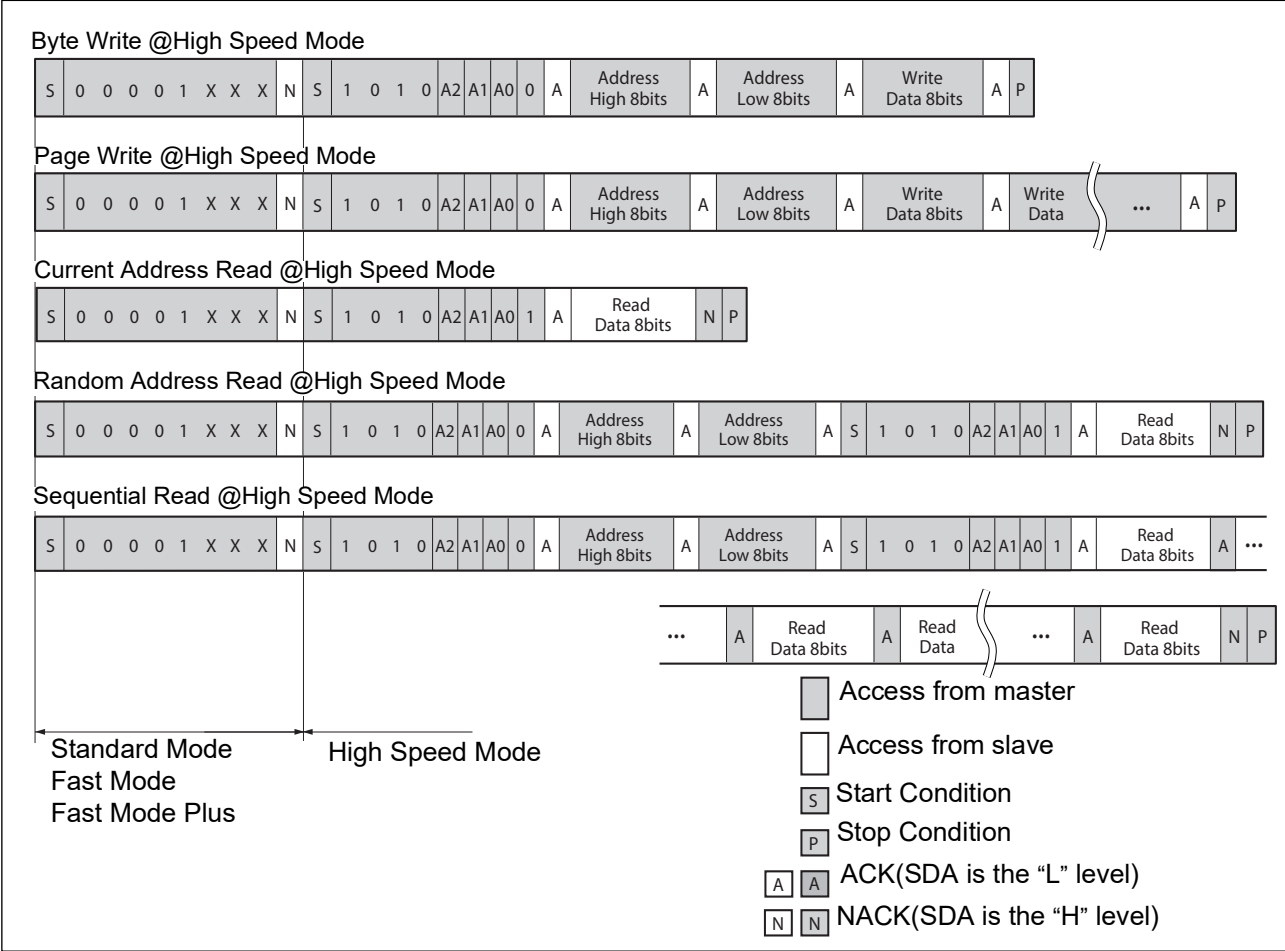 Byte Write @High Speed Mode
S 0 0 0 0 1 X X X N S 1 0 1 0 A2 A1 A0 0 A Address High 8bits A Address Low 8bits A Write Data 8bits A P
Page Write @High Speed Mode
S 0 0 0 0 1 X X X N S 1 0 1 0 A2 A1 A0 0 A Address High 8bits A Address Low 8bits A Write Data 8bits A Write Data ... A P
Current Address Read @High Speed Mode
S 0 0 0 0 1 X X X N S 1 0 1 0 A2 A1 A0 1 A Read Data 8bits N P
Random Address Read @High Speed Mode
S 0 0 0 0 1 X X X N S 1 0 1 0 A2 A1 A0 0 A Address High 8bits A Address Low 8bits A S 1 0 1 0 A2 A1 A0 1 A Read Data 8bits N P
Sequential Read @High Speed Mode
S 0 0 0 0 1 X X X N S 1 0 1 0 A2 A1 A0 0 A Address High 8bits A Address Low 8bits A S 1 0 1 0 A2 A1 A0 1 A Read Data 8bits A ...
... A Read Data 8bits A Read Data ... A Read Data 8bits N P
Standard Mode
Fast Mode
Fast Mode Plus
High Speed Mode
Access from master
Access from slave
S Start Condition
P Stop Condition
A A ACK(SDA is the “L” level)
N N NACK(SDA is the “H” level)